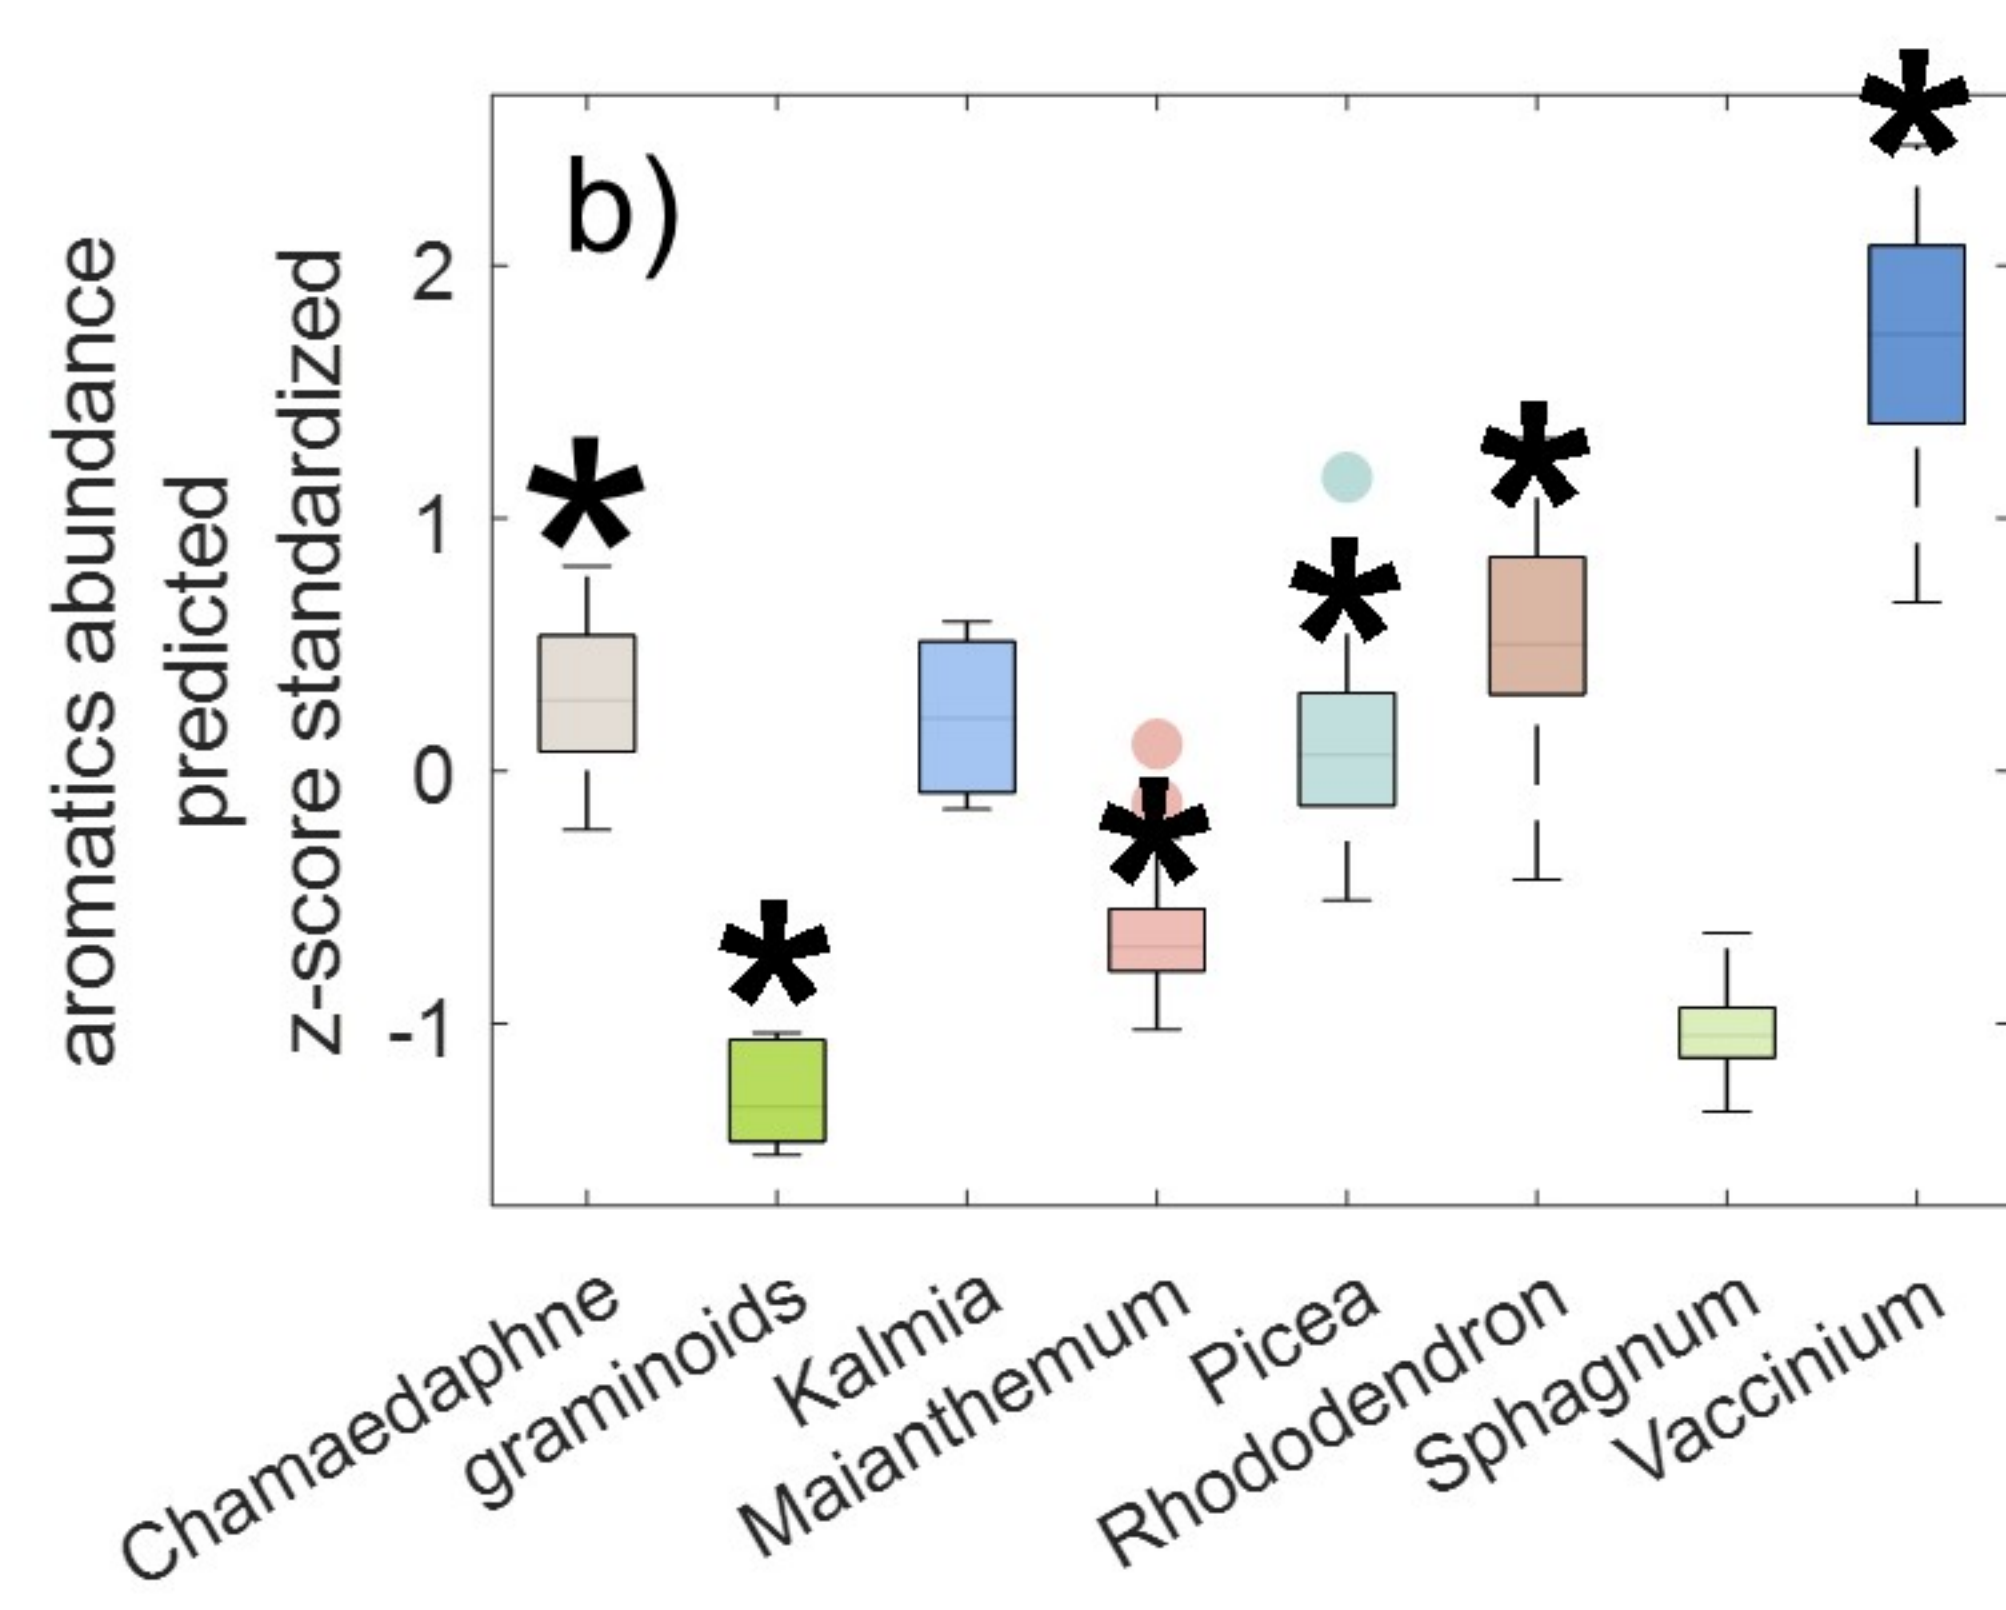 b)
aromatics abundance
predicted
z-score standardized
2
1
0
-1
*
*
*
*
*
*
Chamaedaphne
graminoids
Kalmia
Maianthemum
Picea
Rhododendron
Sphagnum
Vaccinium